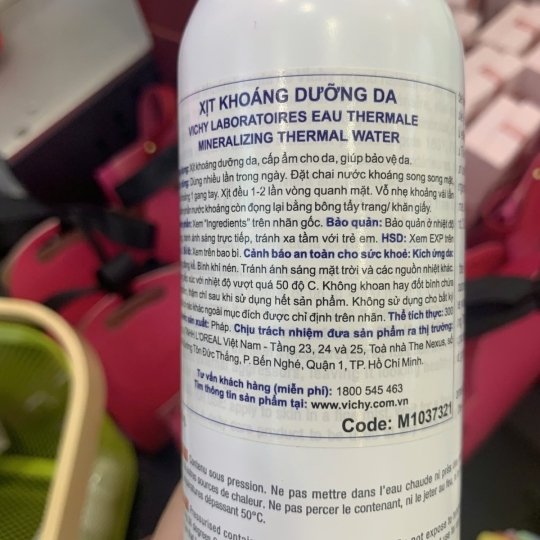 XỊT KHOÁNG DƯỠNG DA
VICHY LABORATOIRES EAU THERMALE
MINERALIZING THERMAL WATER
Xịt khoáng dưỡng da, cấp ẩm cho da, giúp bảo vệ da.
Dùng nhiều lần trong ngày. Đặt chai nước khoáng song song mặt,
1 gang tay. Xịt đều 1-2 lần vòng quanh mặt. Vỗ nhẹ khoáng vài lần
nước khoáng còn đọng lại bằng bông tẩy trang/ khăn giấy.
Xem "Ingredients" trên nhãn gốc. Bảo quản: Bảo quản ở nhiệt độ
ánh sáng trực tiếp, tránh xa tầm với trẻ em. HSD: Xem EXP trên
Xem trên bao bì. Cảnh báo an toàn cho sức khoẻ: Kích ứng da:
Bình khí nén. Tránh ánh sáng mặt trời và các nguồn nhiệt khác
với nhiệt độ vượt quá 50 độ C. Không khoan hay đốt bình chứa
chí sau khi sử dụng hết sản phẩm. Không sử dụng cho bất kỳ
khác ngoài mục đích được chỉ định trên nhãn. Thể tích thực: 300
sản xuất: Pháp. Chịu trách nhiệm đưa sản phẩm ra thị trường:
L'OREAL Việt Nam - Tầng 23, 24 và 25, Toà nhà The Nexus, số
Tôn Đức Thắng, P. Bến Nghé, Quận 1, TP. Hồ Chí Minh.
Tư vấn khách hàng (miễn phí): 1800 545 463
Tìm thông tin sản phẩm tại: www.vichy.com.vn
Code: M1037321
Contenu sous pression. Ne pas mettre dans l'eau chaude ni près
sources de chaleur. Ne pas percer le contenant, ni le jeter au feu,
dépassant 50°C.